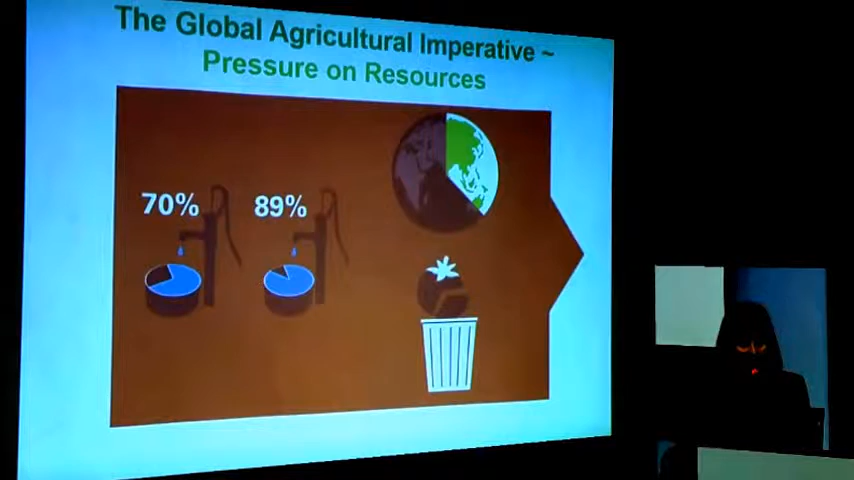 The Global Agricultural Imperative ~
Pressure on Resources
70% 89%